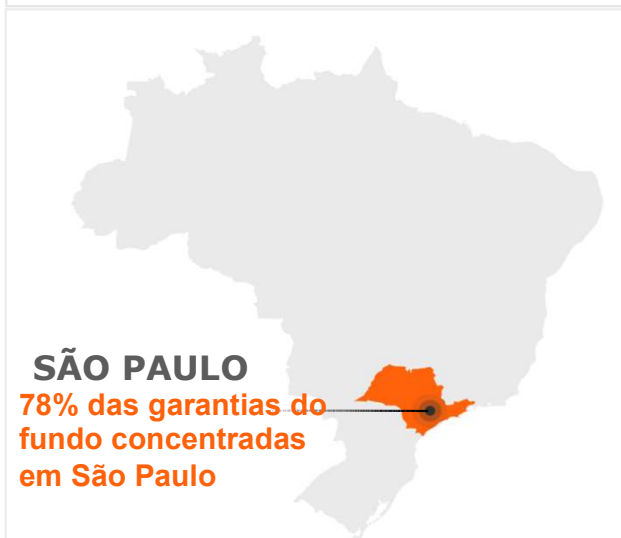 SÃO PAULO
78% das garantias do
fundo concentradas
em São Paulo